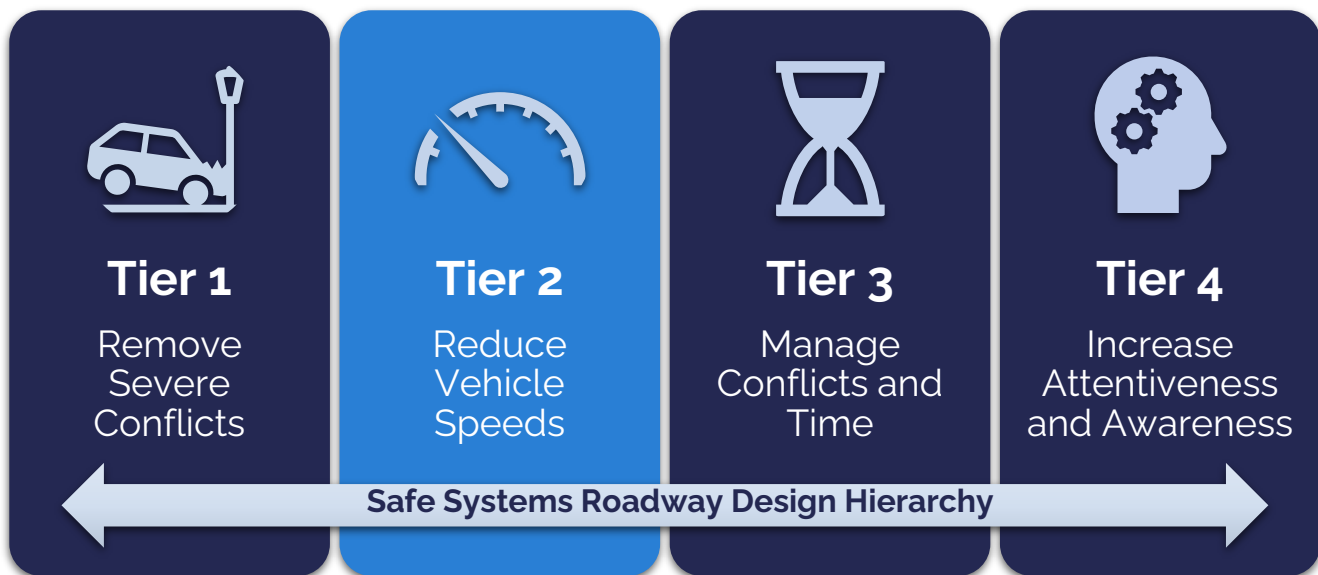 Tier 1
Remove
Severe
Conflicts
Tier 2
Reduce
Vehicle
Speeds
Tier 3
Manage
Conflicts and
Time
Tier 4
Increase
Attentiveness
and Awareness
Safe Systems Roadway Design Hierarchy